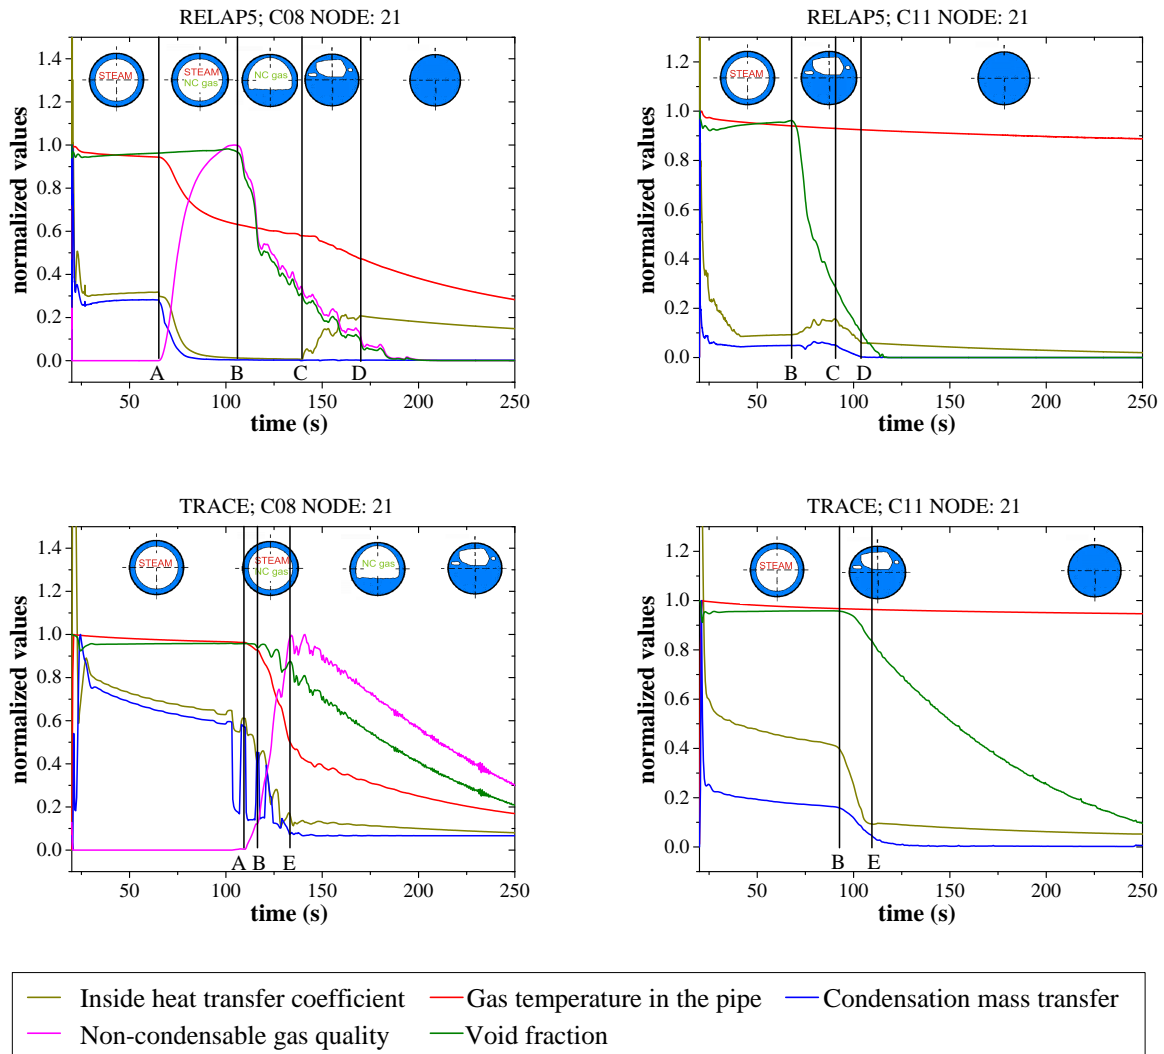 RELAP5; C08 NODE: 21
RELAP5; C11 NODE: 21
normalized values
1.4
1.2
1.0
0.8
0.6
0.4
0.2
0.0
STEAM
STEAM
NC gas
NC gas
A B C D
50 100 150 200 250
time (s)
normalized values
1.2
1.0
0.8
0.6
0.4
0.2
0.0
STEAM
B C D
50 100 150 200 250
time (s)
TRACE; C08 NODE: 21
TRACE; C11 NODE: 21
normalized values
1.4
1.2
1.0
0.8
0.6
0.4
0.2
0.0
STEAM
STEAM
NC gas
NC gas
A B E
50 100 150 200 250
time (s)
normalized values
1.2
1.0
0.8
0.6
0.4
0.2
0.0
STEAM
B E
50 100 150 200 250
time (s)
Inside heat transfer coefficient Gas temperature in the pipe Condensation mass transfer
Non-condensable gas quality Void fraction